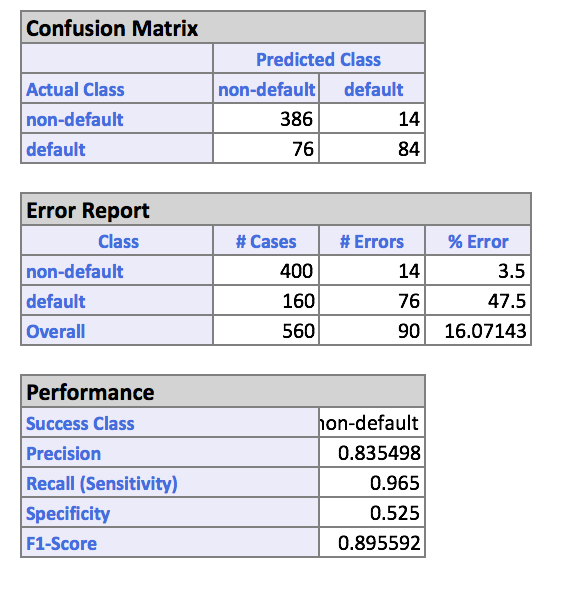 Confusion Matrix
Predicted Class
Actual Class non-default default
non-default 386 14
default 76 84
Error Report
Class # Cases # Errors % Error
non-default 400 14 3.5
default 160 76 47.5
Overall 560 90 16.07143
Performance
Success Class non-default
Precision 0.835498
Recall (Sensitivity) 0.965
Specificity 0.525
F1-Score 0.895592